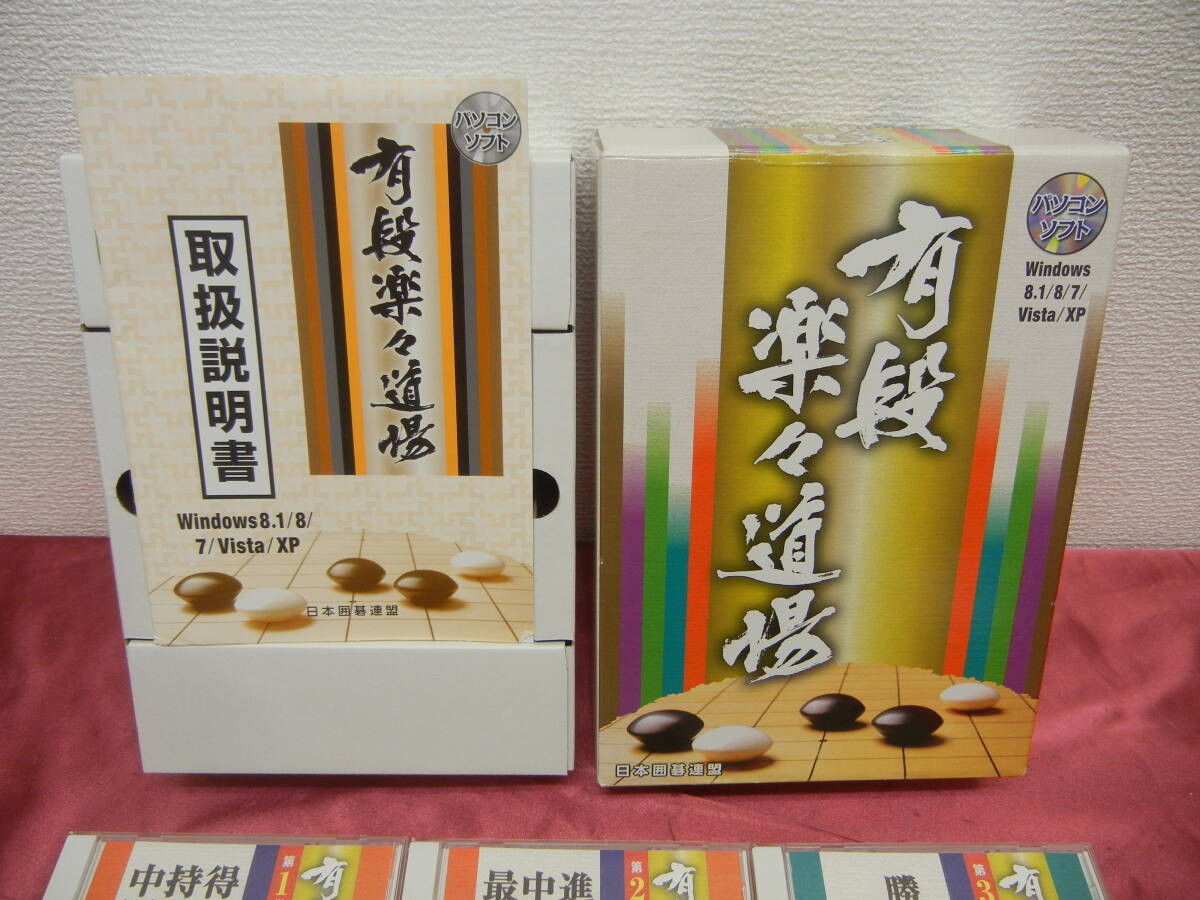 パソコン
ソフト
有段楽々道場
取扱説明書
Windows8.1/8/
7/Vista/XP
日本囲碁連盟
パソコン
ソフト
Windows
8.1/8/7/
Vista/XP
有段
楽々道場
日本囲碁連盟
中持得
第1
有
最中進
第2
有
勝
第3
有